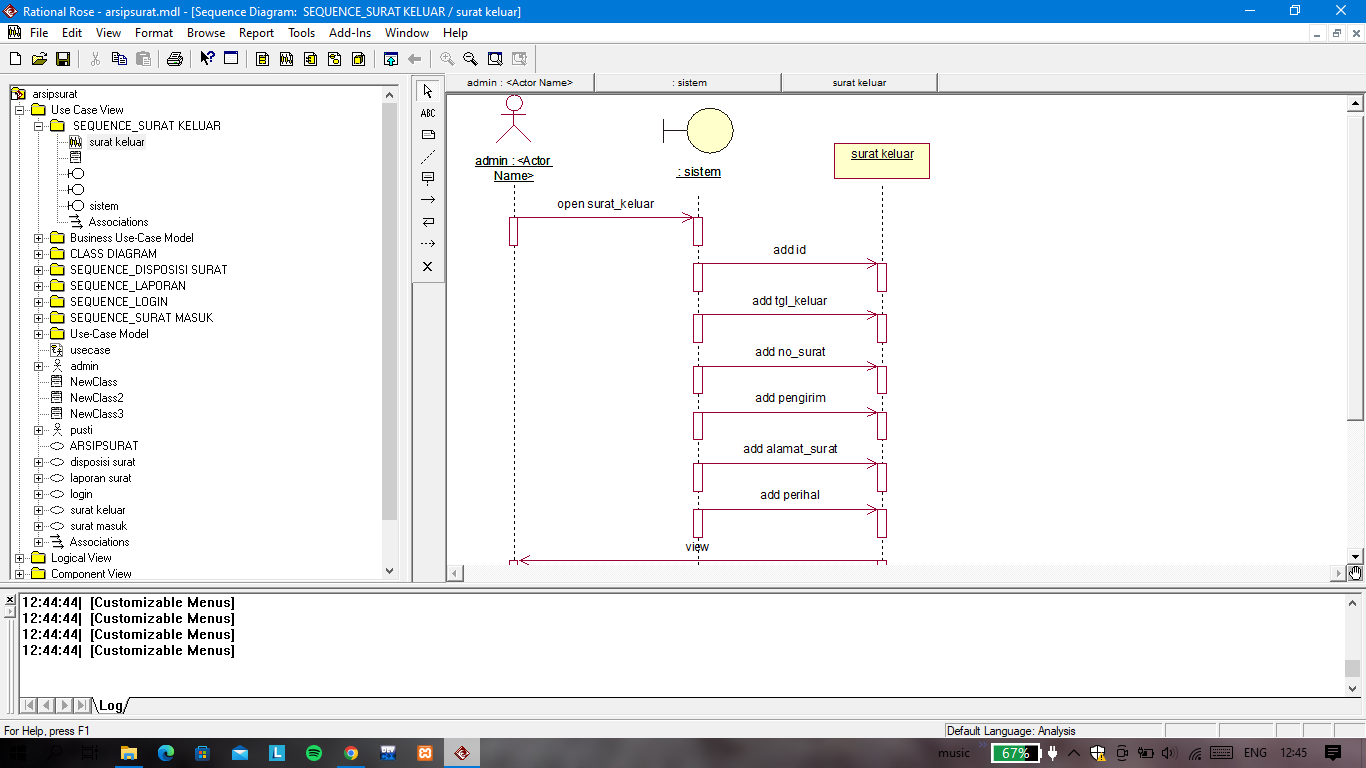 Rational Rose - arsipsurat.mdl - [Sequence Diagram: SEQUENCE_SURAT KELUAR / surat keluar]
File Edit View Format Browse Report Tools Add-Ins Window Help
arsipsurat
Use Case View
SEQUENCE_SURAT KELUAR
surat keluar
sistem
Associations
Business Use-Case Model
CLASS DIAGRAM
SEQUENCE_DISPOSISI SURAT
SEQUENCE_LAPORAN
SEQUENCE_LOGIN
SEQUENCE_SURAT MASUK
Use-Case Model
usecase
admin
NewClass
NewClass2
NewClass3
pusti
ARSIPSURAT
disposisi surat
laporan surat
login
surat keluar
surat masuk
Associations
Logical View
Component View
ABC
admin : <Actor Name>
: sistem
surat keluar
admin : <Actor
Name>
: sistem
surat keluar
open surat_keluar
add id
add tgl_keluar
add no_surat
add pengirim
add alamat_surat
add perihal
view
12:44:44| [Customizable Menus]
12:44:44| [Customizable Menus]
12:44:44| [Customizable Menus]
12:44:44| [Customizable Menus]
Log
For Help, press F1
Default Language: Analysis
music
67%
ENG
12:45